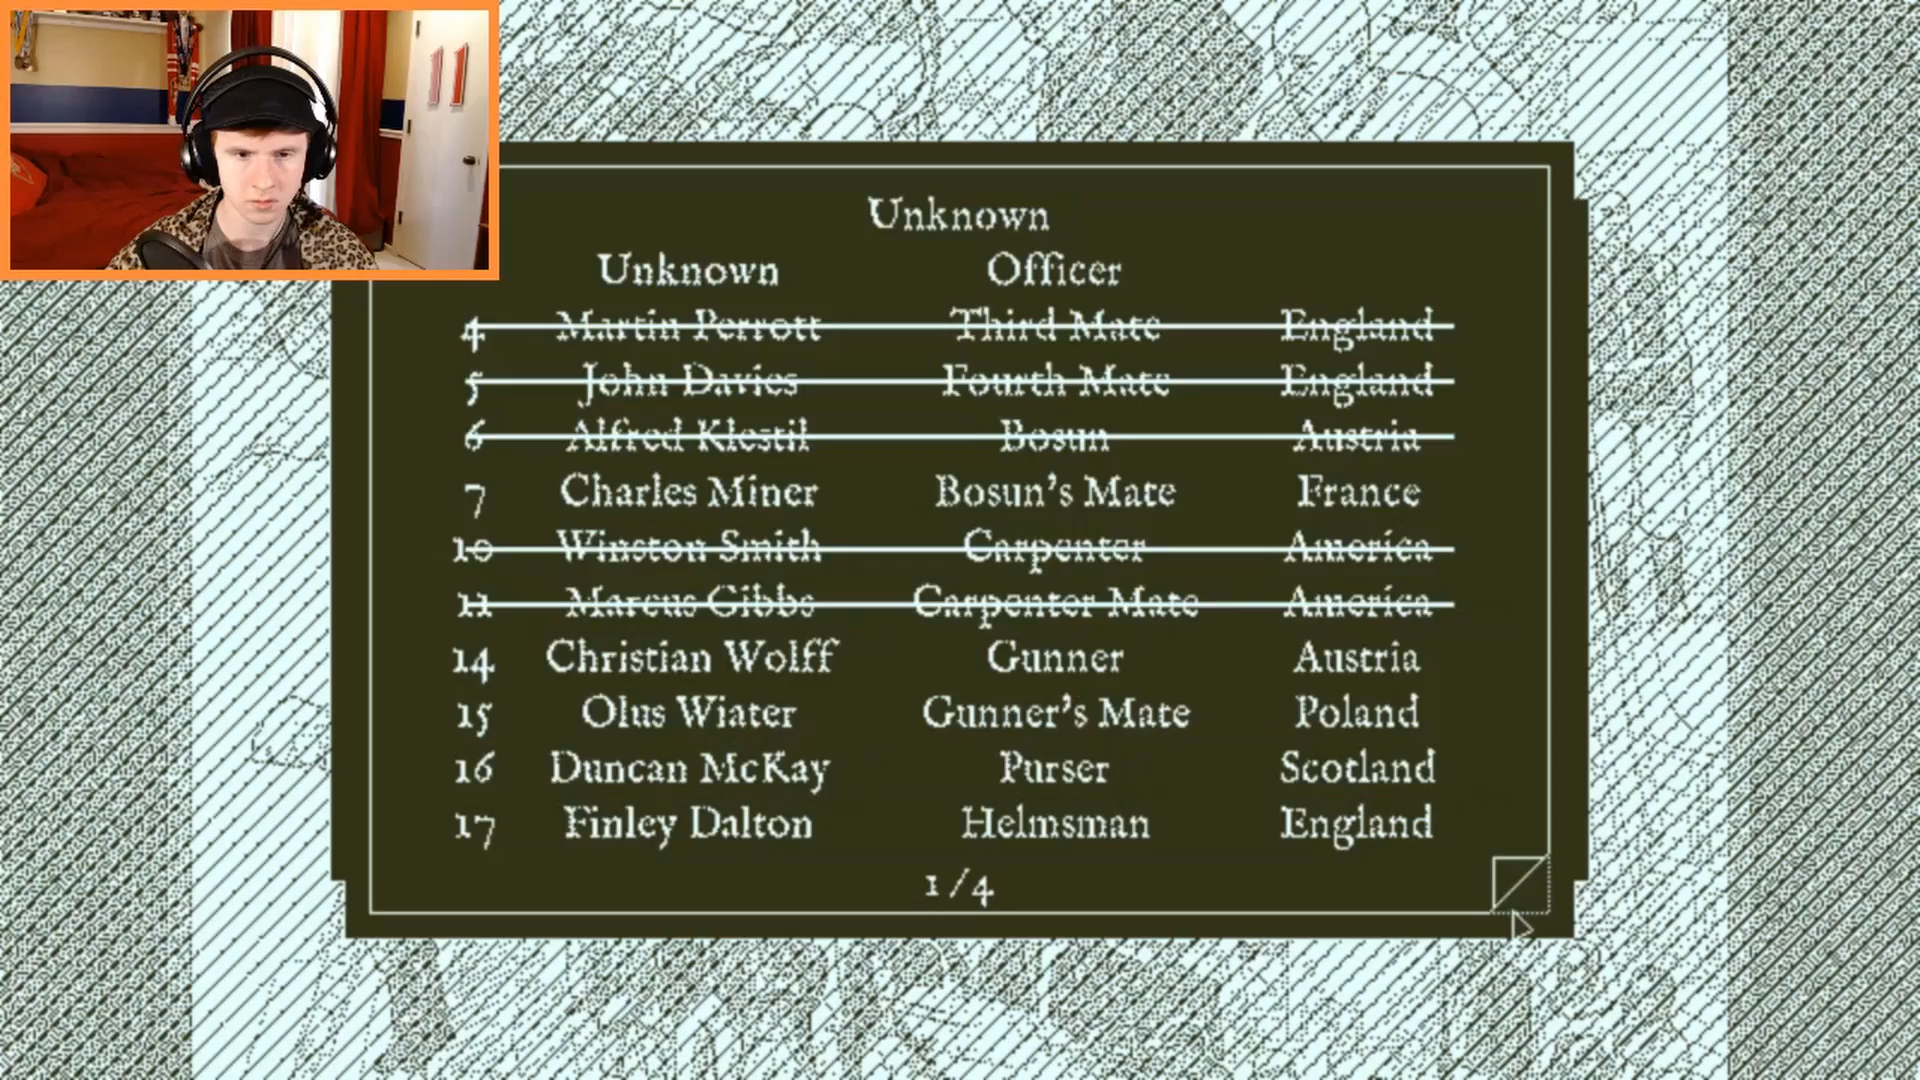 Unknown
Unknown Officer
4 Martin Perrott Third Mate England
5 John Davies Fourth Mate England
6 Alfred Klestil Bosun Austria
7 Charles Miner Bosun's Mate France
10 Winston Smith Carpenter America
11 Marcus Gibbs Carpenter Mate America
14 Christian Wolff Gunner Austria
15 Olus Wiater Gunner's Mate Poland
16 Duncan McKay Purser Scotland
17 Finley Dalton Helmsman England
1/4